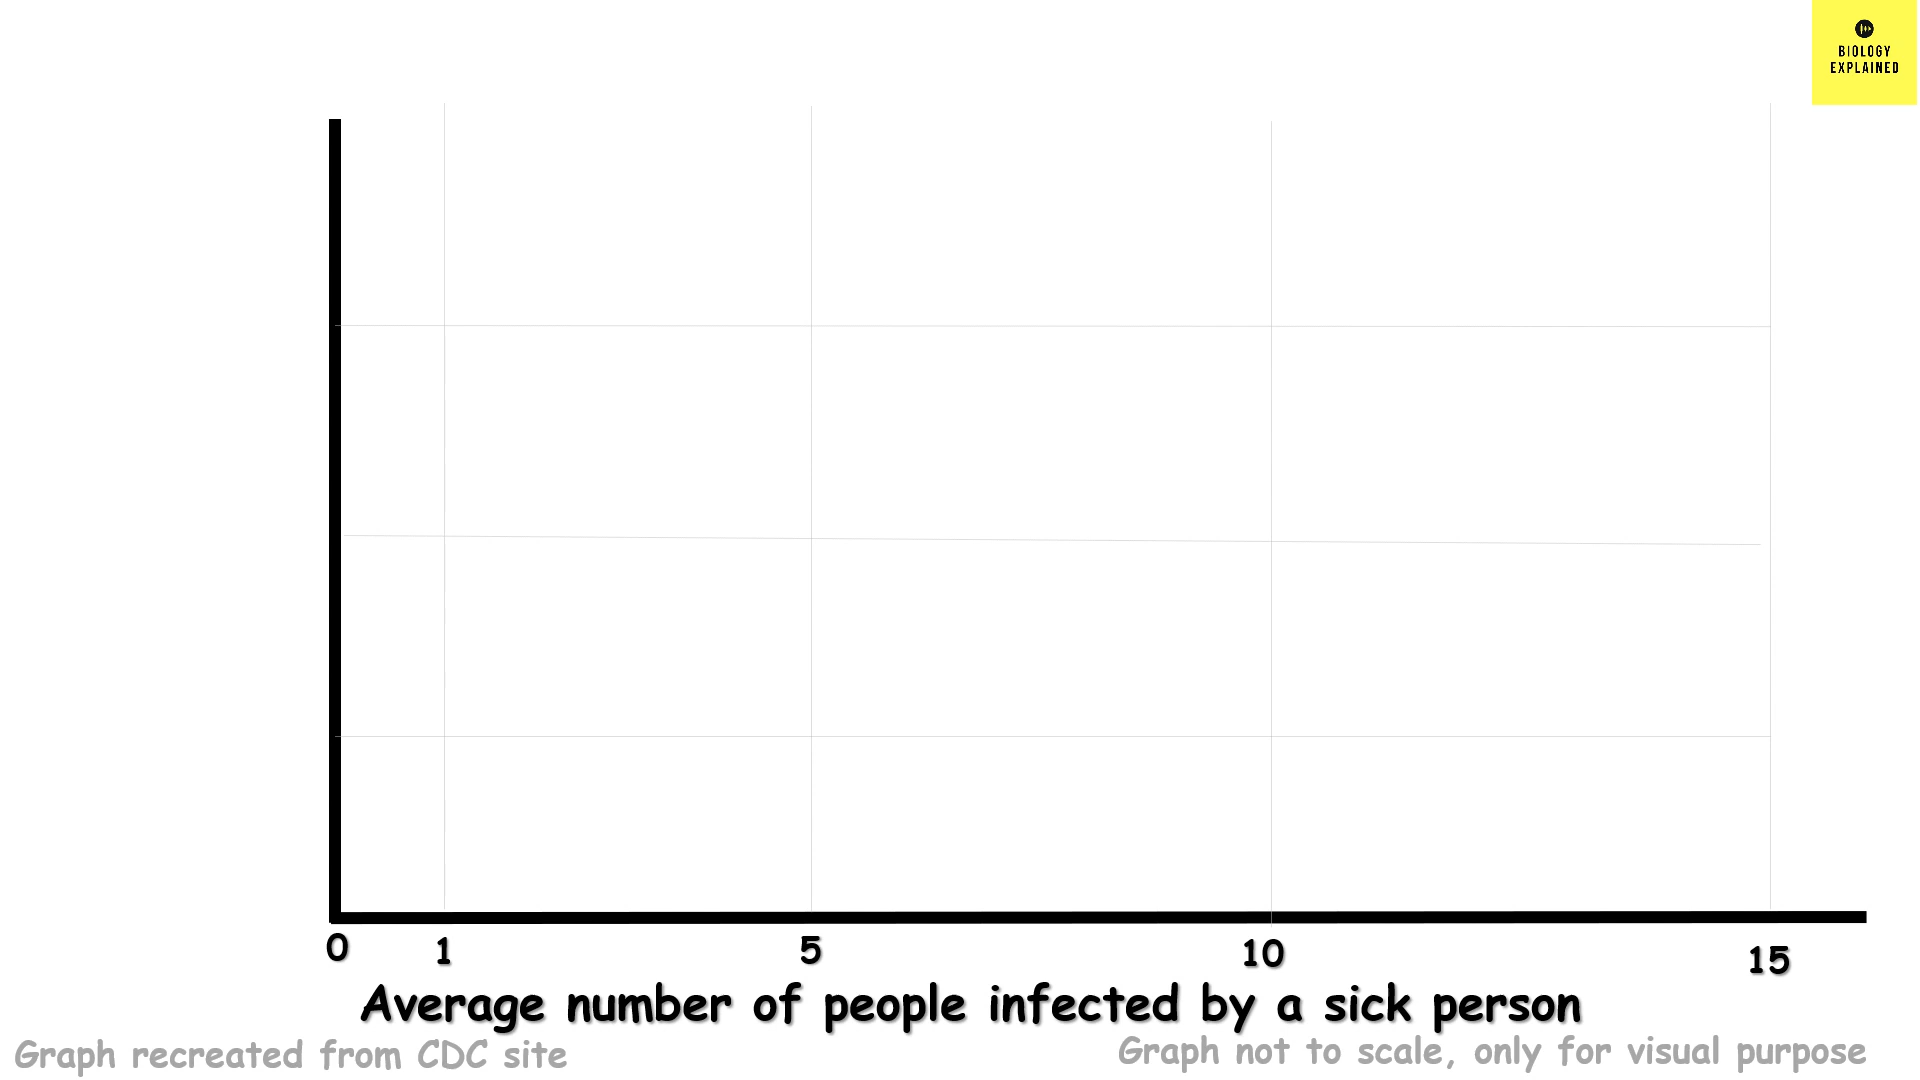 BIOLOGY
EXPLAINED
0 1 5 10 15
Average number of people infected by a sick person
Graph recreated from CDC site
Graph not to scale, only for visual purpose